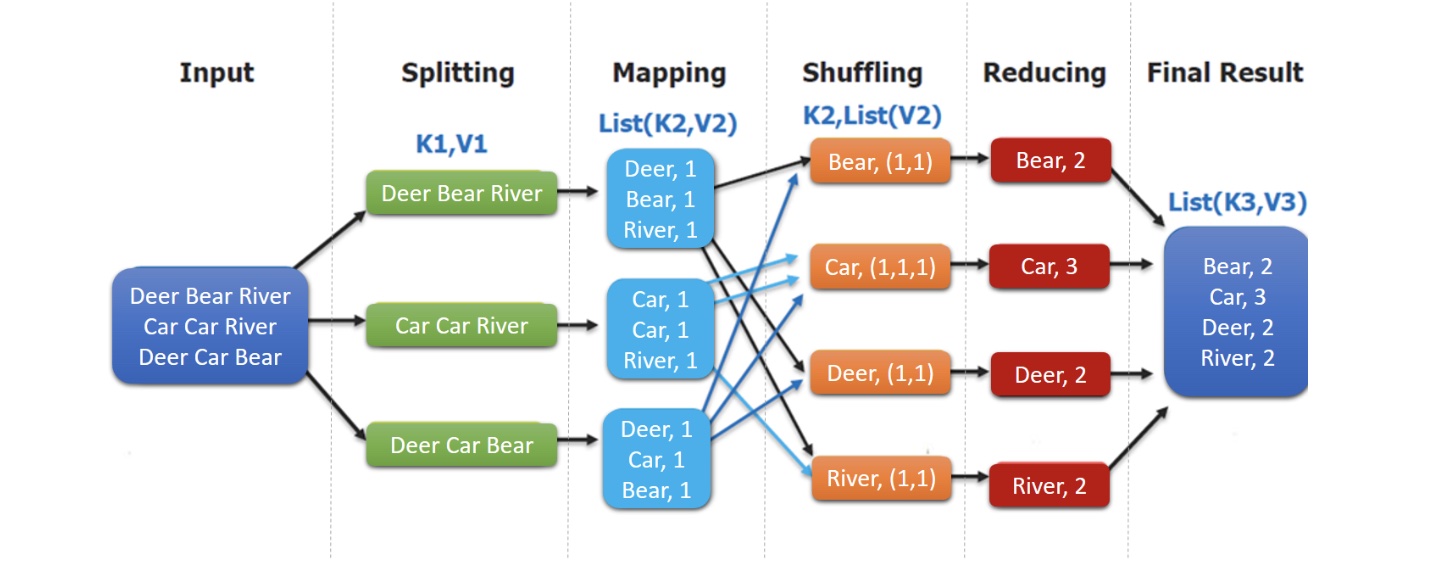 Input
Splitting
Mapping
Shuffling
Reducing
Final Result
K1,V1
List(K2,V2)
K2,List(V2)
List(K3,V3)
Deer Bear River
Car Car River
Deer Car Bear
Deer Bear River
Car Car River
Deer Car Bear
Deer, 1
Bear, 1
River, 1
Car, 1
Car, 1
River, 1
Deer, 1
Car, 1
Bear, 1
Bear, (1,1)
Car, (1,1,1)
Deer, (1,1)
River, (1,1)
Bear, 2
Car, 3
Deer, 2
River, 2
Bear, 2
Car, 3
Deer, 2
River, 2